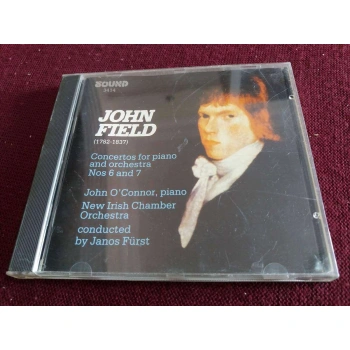 SOUND
JOHN
FIELD
(1782-1837)
Concertos for piano
and orchestra
Nos 6 and 7
John O'Connor, piano
New Irish Chamber
Orchestra
conducted
by Janos Fürst